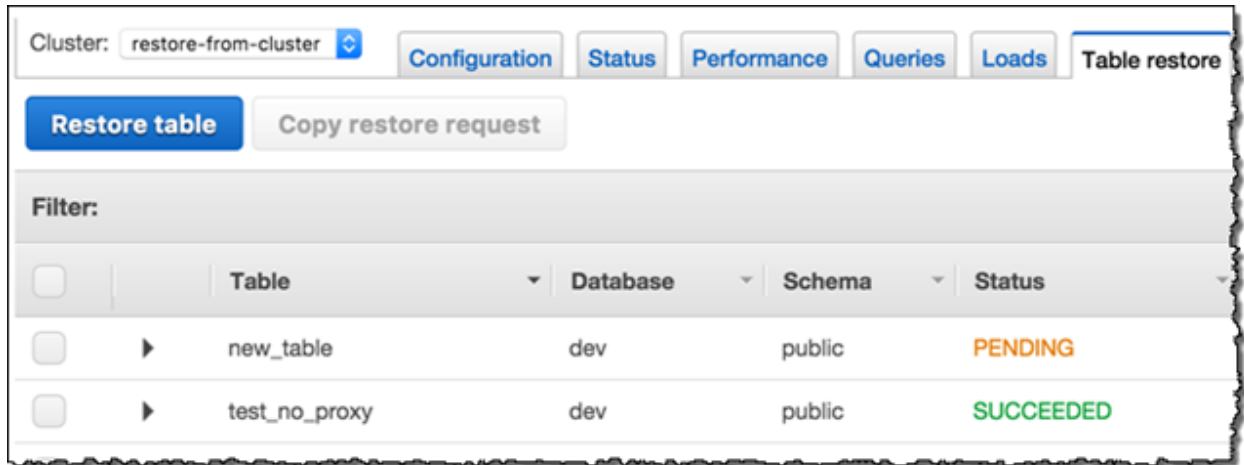 Cluster: restore-from-cluster Configuration Status Performance Queries Loads Table restore
Restore table Copy restore request
Filter:
Table Database Schema Status
new_table dev public PENDING
test_no_proxy dev public SUCCEEDED